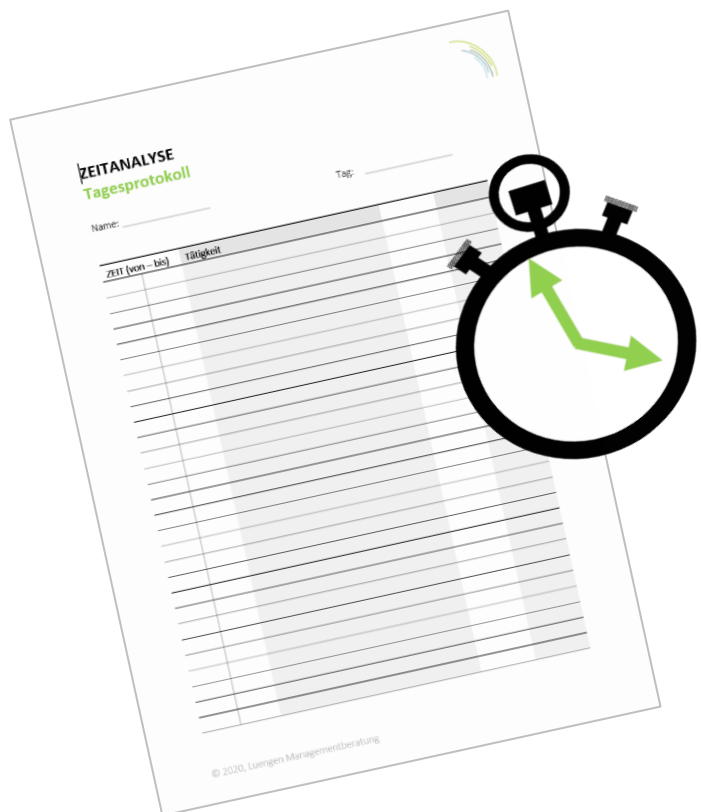 ZEITANALYSE
Tagesprotokoll
Name: Tag:
ZEIT (von – bis) Tätigkeit
© 2020, Luengen Managementberatung